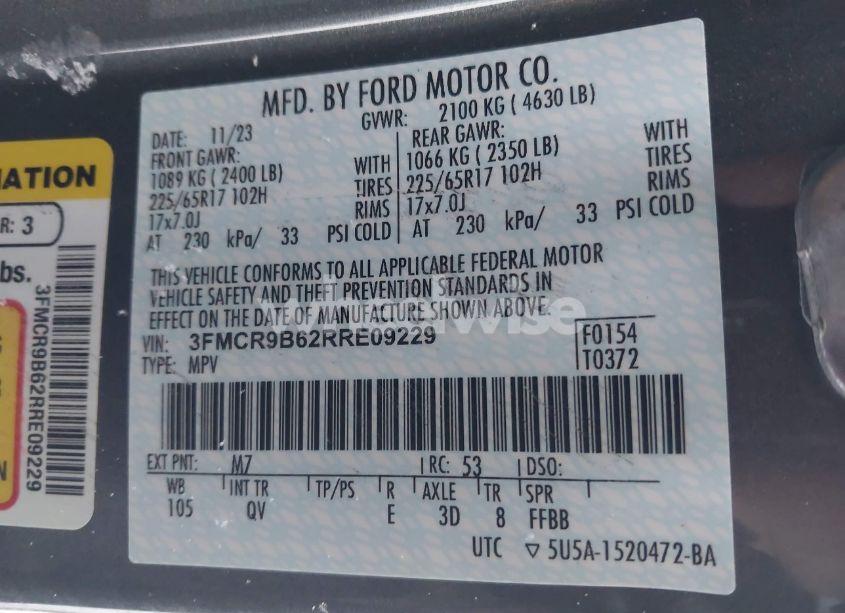 MFD. BY FORD MOTOR CO.
GVWR: 2100 KG ( 4630 LB)
DATE: 11/23
FRONT GAWR:
1089 KG ( 2400 LB)
WITH
225/65R17 102H
TIRES
17x7.0J
RIMS
AT 230 kPa/ 33 PSI COLD
REAR GAWR:
WITH
1066 KG ( 2350 LB)
TIRES
225/65R17 102H
RIMS
17x7.0J
AT 230 kPa/ 33 PSI COLD
THIS VEHICLE CONFORMS TO ALL APPLICABLE FEDERAL MOTOR
VEHICLE SAFETY AND THEFT PREVENTION STANDARDS IN
EFFECT ON THE DATE OF MANUFACTURE SHOWN ABOVE.
VIN: 3FMCR9B62RRE09229
F0154
TYPE: MPV
T0372
EXT PNT: M7 RC: 53 DSO:
WB INT TR TP/PS R AXLE TR SPR
105 QV E 3D 8 FFBB
UTC ▽ 5U5A-1520472-BA
R: 3
bs.
3FMCR9B62RRE09229